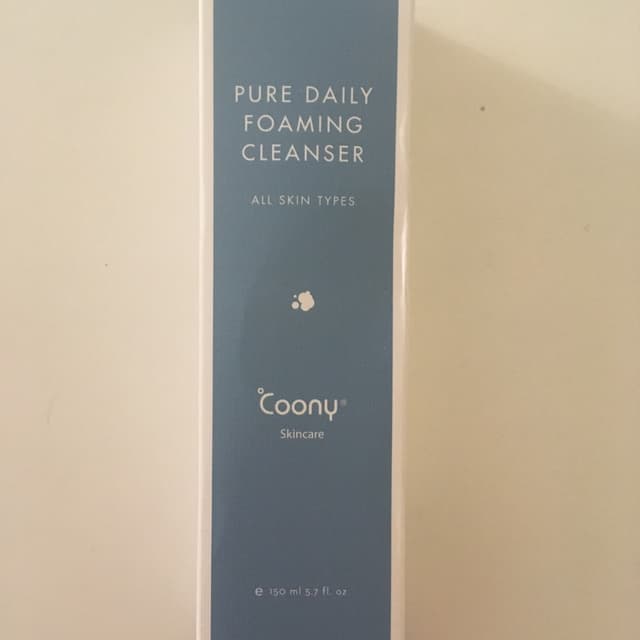 PURE DAILY
FOAMING
CLEANSER
ALL SKIN TYPES
Coony®
Skincare
e 150 ml 5.7 fl. oz